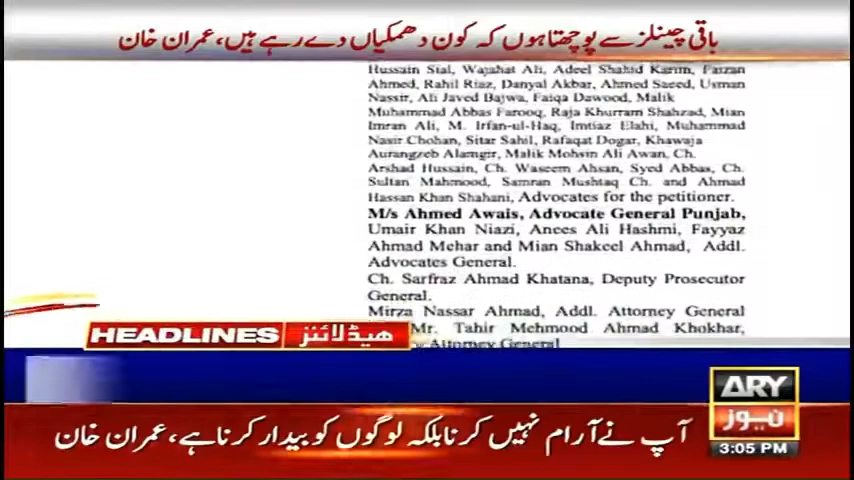 باقی چینلز سے پوچھتا ہوں کہ کون دھمکیاں دے رہے ہیں، عمران خان
Hussain Sial, Wajahat Ali, Adeel Shahid Karim, Faizan
Ahmed, Rahil Riaz, Danyal Akbar, Ahmed Saeed, Usman
Nassir, Ali Javed Bajwa, Faiqa Dawood, Malik
Muhammad Abbas Farooq, Raja Khurram Shahzad, Mian
Imran Ali, M. Irfan-ul-Haq, Imtiaz Elahi, Muhammad
Nasir Chohan, Sitar Sahil, Rafaqat Dogar, Khawaja
Aurangzeb Alamgir, Malik Mohsin Ali Awan, Ch.
Arshad Hussain, Ch. Waseem Ahsan, Syed Abbas, Ch.
Sultan Mahmood, Samran Mushtaq Ch. and Ahmad
Hassan Khan Shahani, Advocates for the petitioner.
M/s Ahmed Awais, Advocate General Punjab,
Umair Khan Niazi, Anees Ali Hashmi, Fayyaz
Ahmad Mehar and Mian Shakeel Ahmad, Addl.
Advocates General.
Ch. Sarfraz Ahmad Khatana, Deputy Prosecutor
General.
Mirza Nassar Ahmad, Addl. Attorney General
Mr. Tahir Mehmood Ahmad Khokhar,
Attorney General
HEADLINES ہیڈلائنز
ARY
نیوز
3:05 PM
آپ نے آرام نہیں کرنا بلکہ لوگوں کو بیدار کرنا ہے، عمران خان